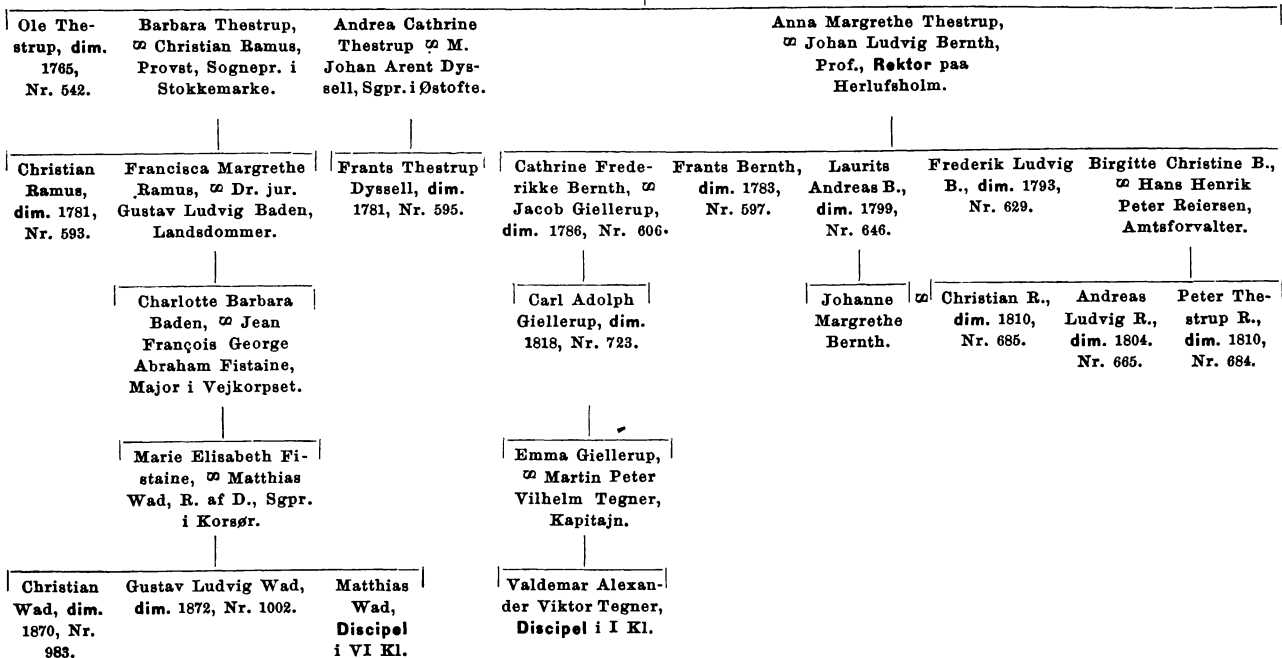 Ole The-
strup, dim.
1765,
Nr. 542.
Barbara Thestrup,
∞ Christian Ramus,
Provst, Sognepr. i
Stokkemarke.
Andrea Cathrine
Thestrup ∞ M.
Johan Arent Dys-
sell, Sgpr. i Østofte.
Anna Margrethe Thestrup,
∞ Johan Ludvig Bernth,
Prof., Rektor paa
Herlufsholm.
Christian
Ramus,
dim. 1781,
Nr. 593.
Francisca Margrethe
Ramus, ∞ Dr. jur.
Gustav Ludvig Baden,
Landsdommer.
Frants Thestrup
Dyssell, dim.
1781, Nr. 595.
Cathrine Frede-
rikke Bernth, ∞
Jacob Giellerup,
dim. 1786, Nr. 606.
Frants Bernth,
dim. 1783,
Nr. 597.
Laurits
Andreas B.,
dim. 1799,
Nr. 646.
Frederik Ludvig
B., dim. 1793,
Nr. 629.
Birgitte Christine B.,
∞ Hans Henrik
Peter Reiersen,
Amtsforvalter.
Charlotte Barbara
Baden, ∞ Jean
François George
Abraham Fistaine,
Major i Vejkorpset.
Carl Adolph
Giellerup, dim.
1818, Nr. 723.
Johanne
Margrethe
Bernth.
∞ Christian R.,
dim. 1810,
Nr. 685.
Andreas
Ludvig R.,
dim. 1804.
Nr. 665.
Peter The-
strup R.,
dim. 1810,
Nr. 684.
Marie Elisabeth Fi-
staine, ∞ Matthias
Wad, R. af D., Sgpr.
i Korsør.
Emma Giellerup,
∞ Martin Peter
Vilhelm Tegner,
Kapitajn.
Christian
Wad, dim.
1870, Nr.
983.
Gustav Ludvig Wad,
dim. 1872, Nr. 1002.
Matthias
Wad,
Discipel
i VI Kl.
Valdemar Alexan-
der Viktor Tegner,
Discipel i I Kl.